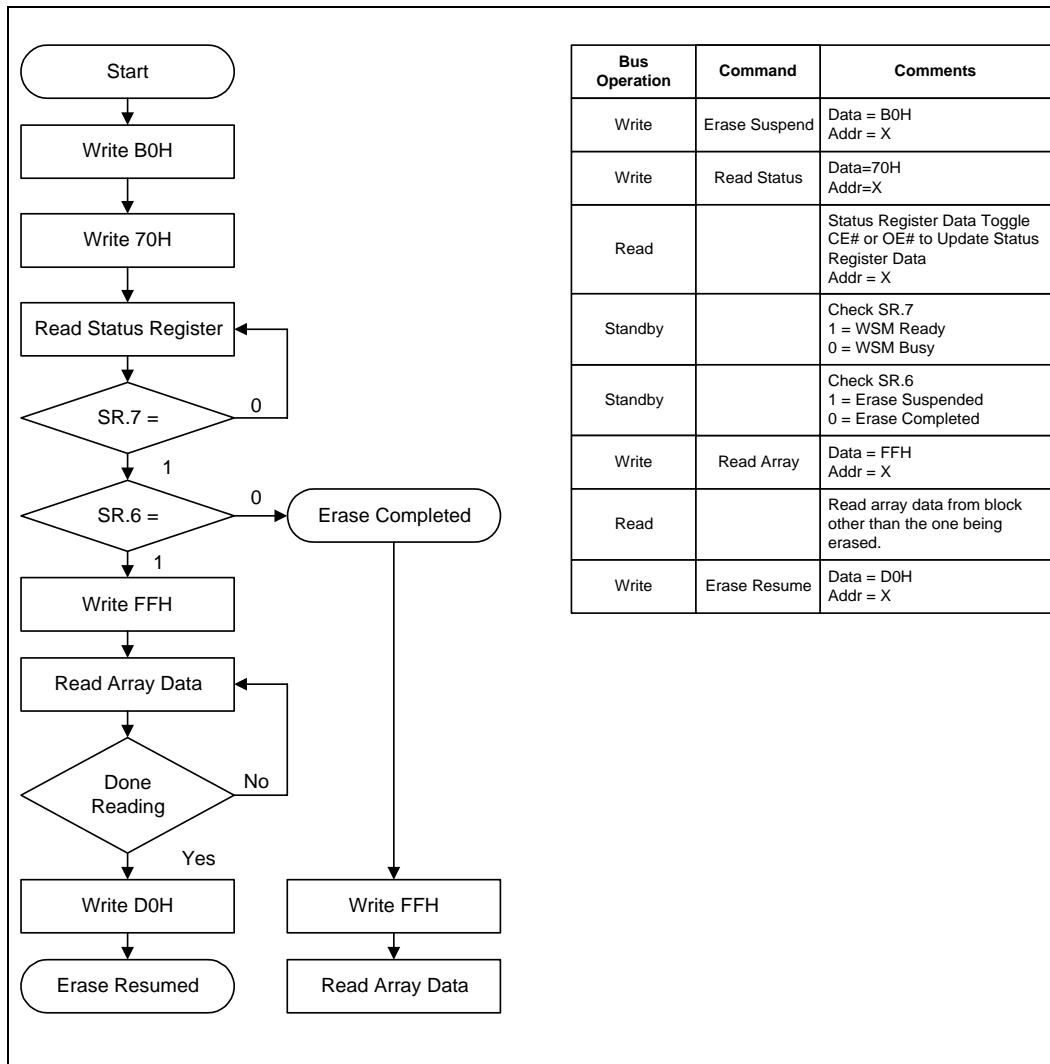 Start
Write B0H
Write 70H
Read Status Register
SR.7 =
0
1
SR.6 =
0
Erase Completed
1
Write FFH
Read Array Data
Done
Reading
No
Yes
Write D0H
Write FFH
Erase Resumed
Read Array Data
Bus
Operation
Command
Comments
Write
Erase Suspend
Data = B0H
Addr = X
Write
Read Status
Data=70H
Addr=X
Read
Status Register Data Toggle
CE# or OE# to Update Status
Register Data
Addr = X
Standby
Check SR.7
1 = WSM Ready
0 = WSM Busy
Standby
Check SR.6
1 = Erase Suspended
0 = Erase Completed
Write
Read Array
Data = FFH
Addr = X
Read
Read array data from block
other than the one being
erased.
Write
Erase Resume
Data = D0H
Addr = X